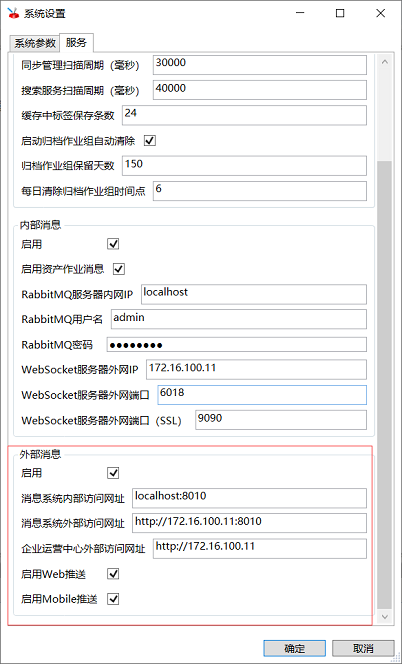 系统设置
系统参数 服务
同步管理扫描周期（毫秒） 30000
搜索服务扫描周期（毫秒） 40000
缓存中标签保存条数 24
启动归档作业组自动清除
归档作业组保留天数 150
每日清除归档作业组时间点 6
内部消息
启用
启用资产作业消息
RabbitMQ服务器内网IP localhost
RabbitMQ用户名 admin
RabbitMQ密码 ●●●●●●●●
WebSocket服务器外网IP 172.16.100.11
WebSocket服务器外网端口 6018
WebSocket服务器外网端口（SSL） 9090
外部消息
启用
消息系统内部访问网址 localhost:8010
消息系统外部访问网址 http://172.16.100.11:8010
企业运营中心外部访问网址 http://172.16.100.11
启用Web推送
启用Mobile推送
确定 取消